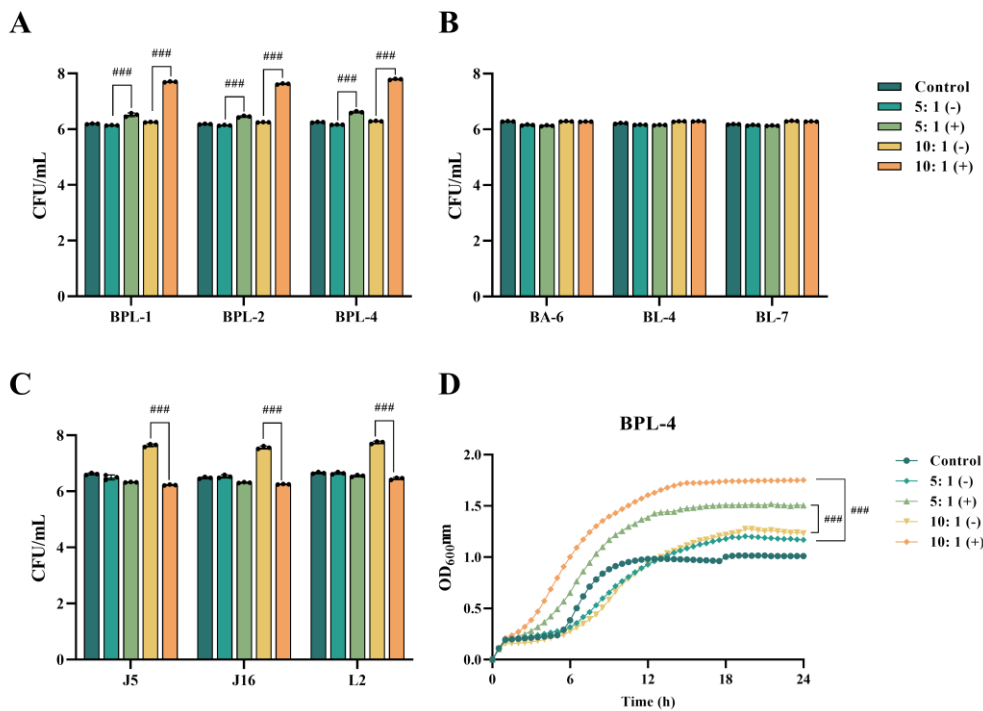 A
CFU/mL
8
6
4
2
0
###
###
###
###
###
###
BPL-1 BPL-2 BPL-4
B
CFU/mL
8
6
4
2
0
BA-6 BL-4 BL-7
Control
5: 1 (-)
5: 1 (+)
10: 1 (-)
10: 1 (+)
C
CFU/mL
8
6
4
2
0
###
###
###
J5 J16 L2
D
BPL-4
OD600nm
2.0
1.5
1.0
0.5
0.0
0 6 12 18 24
Time (h)
Control
5: 1 (-)
5: 1 (+)
10: 1 (-)
10: 1 (+)
###
###